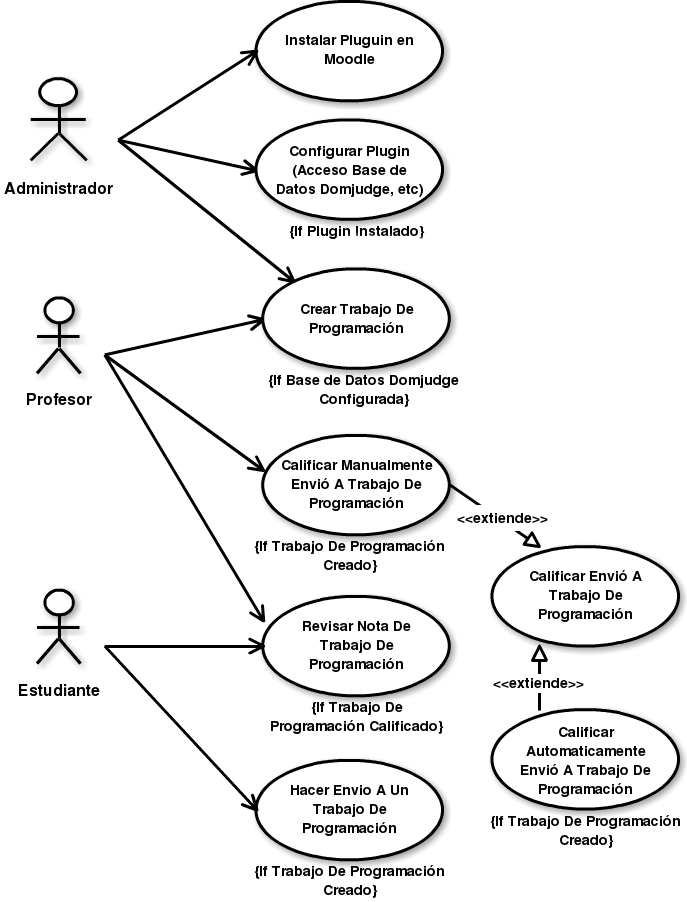 Instalar Pluguin en
Moodle
Administrador
Configurar Plugin
(Acceso Base de
Datos Domjudge, etc)
{If Plugin Instalado}
Crear Trabajo De
Programación
Profesor
{If Base de Datos Domjudge
Configurada}
Calificar Manualmente
Envió A Trabajo De
Programación
<<extiende>>
{If Trabajo De Programación
Creado}
Calificar Envió A
Trabajo De
Programación
Revisar Nota De
Trabajo De
Programación
Estudiante
<<extiende>>
{If Trabajo De
Programación Calificado}
Calificar
Automaticamente
Envió A Trabajo De
Programación
Hacer Envio A Un
Trabajo De
Programación
{If Trabajo De Programación
Creado}
{If Trabajo De Programación
Creado}